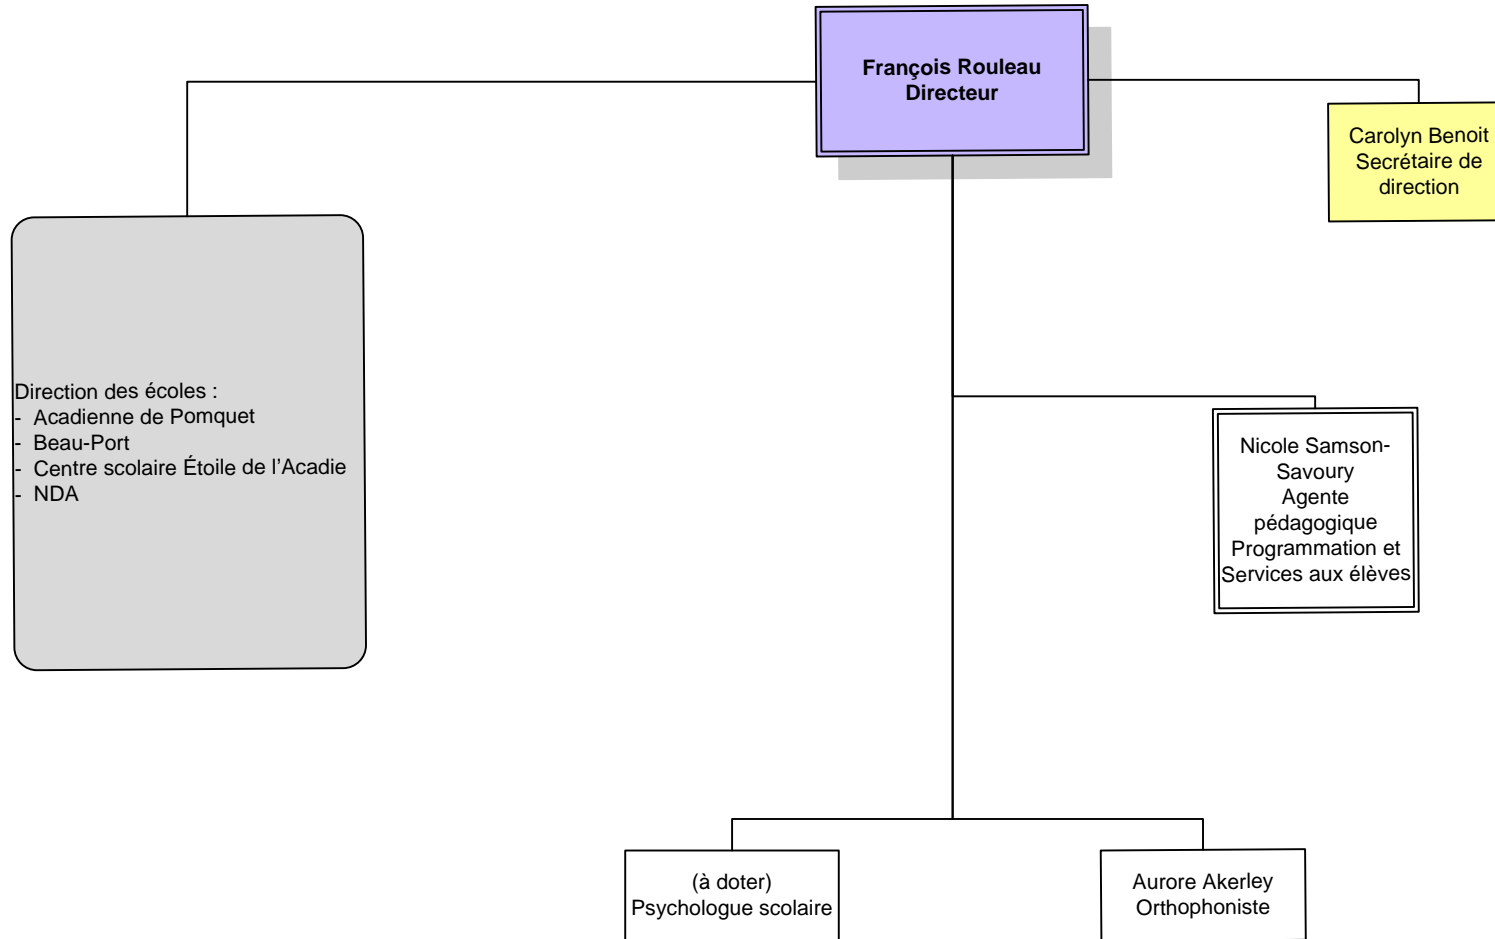 François Rouleau
Directeur
Carolyn Benoit
Secrétaire de
direction
Direction des écoles :
- Acadienne de Pomquet
- Beau-Port
- Centre scolaire Étoile de l’Acadie
- NDA
Nicole Samson-
Savoury
Agente
pédagogique
Programmation et
Services aux élèves
(à doter)
Psychologue scolaire
Aurore Akerley
Orthophoniste